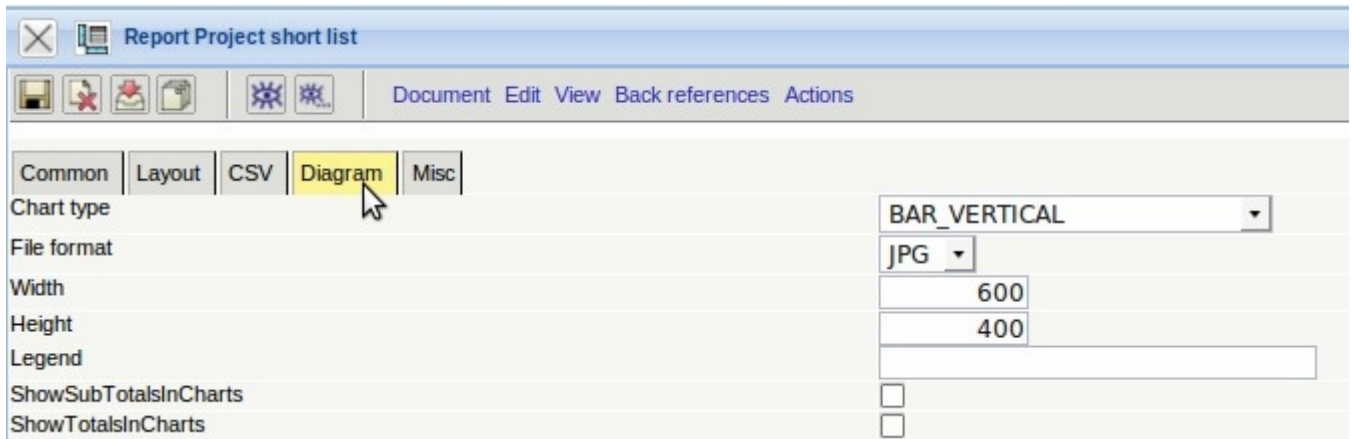 Report Project short list
Document Edit View Back references Actions
Common Layout CSV Diagram Misc
Chart type BAR_VERTICAL
File format JPG
Width 600
Height 400
Legend
ShowSubTotalsInCharts
ShowTotalsInCharts